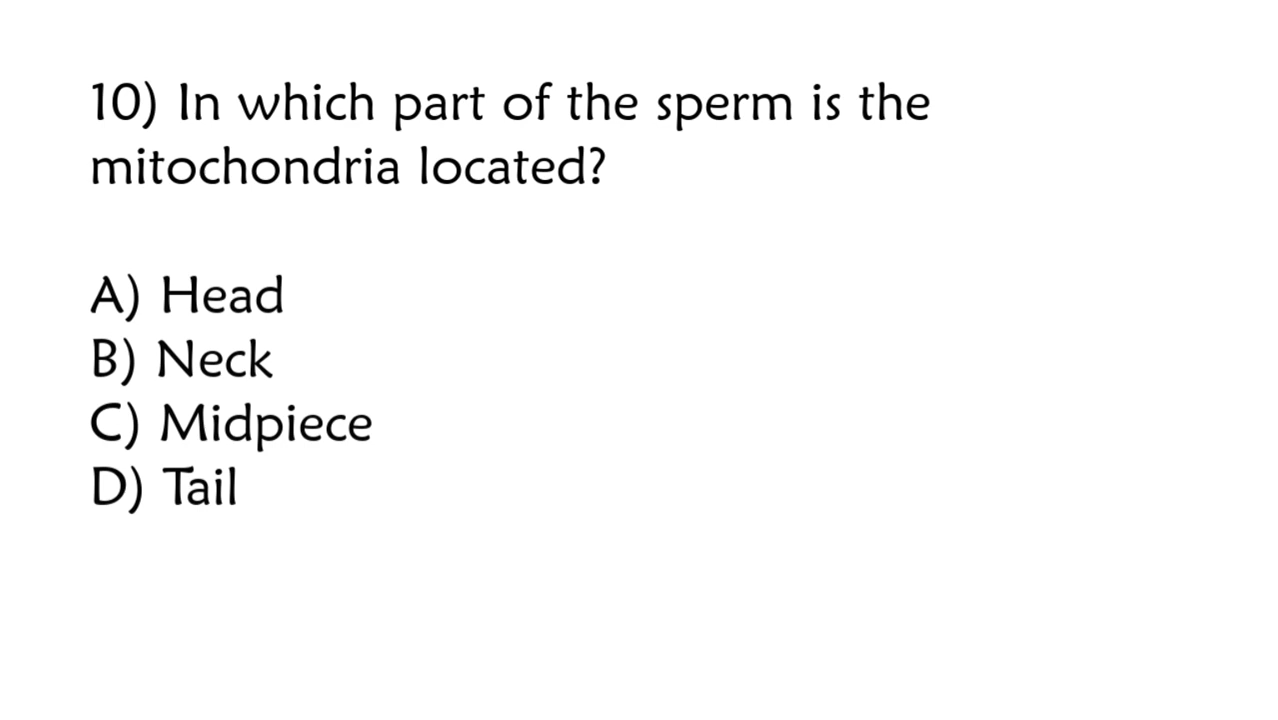 10) In which part of the sperm is the
mitochondria located?
A) Head
B) Neck
C) Midpiece
D) Tail